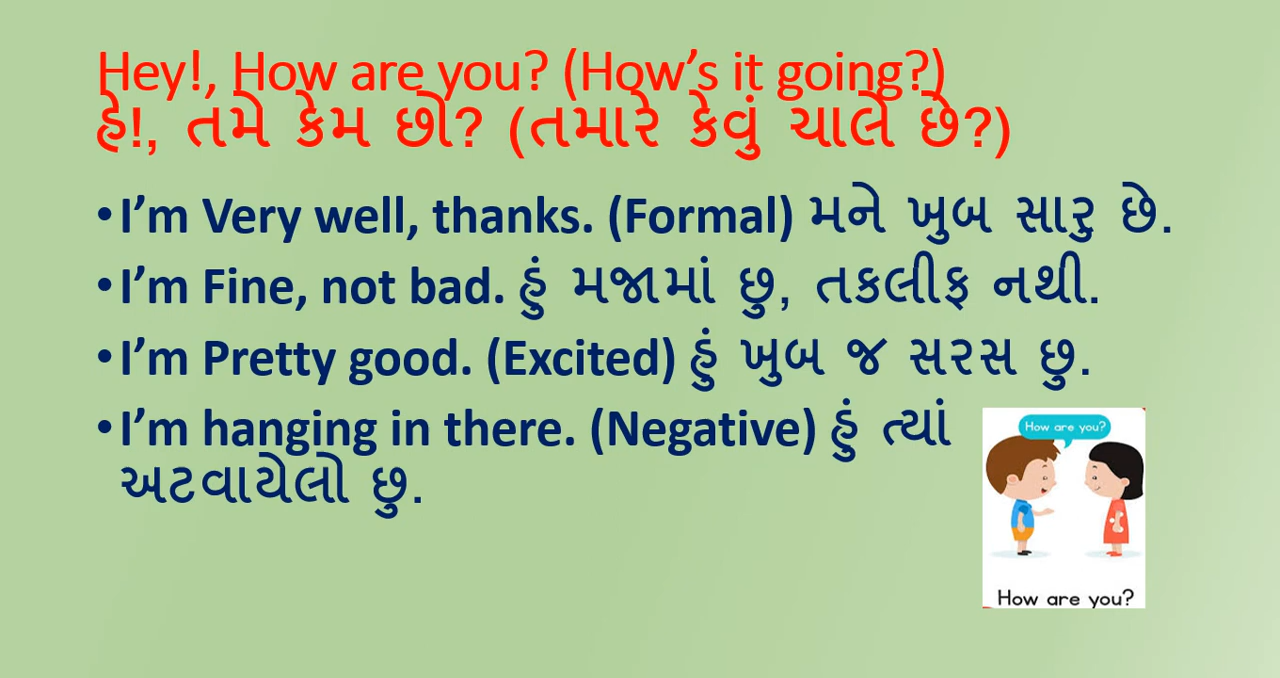 Hey!, How are you? (How's it going?)
હે!, તમે કેમ છો? (તમારે કેવું ચાલે છે?)
•I'm Very well, thanks. (Formal) મને ખુબ સારુ છે.
•I'm Fine, not bad. હું મજામાં છુ, તકલીફ નથી.
•I'm Pretty good. (Excited) હું ખુબ જ સરસ છુ.
•I'm hanging in there. (Negative) હું ત્યાં
અટવાયેલો છુ.
How are you?
How are you?